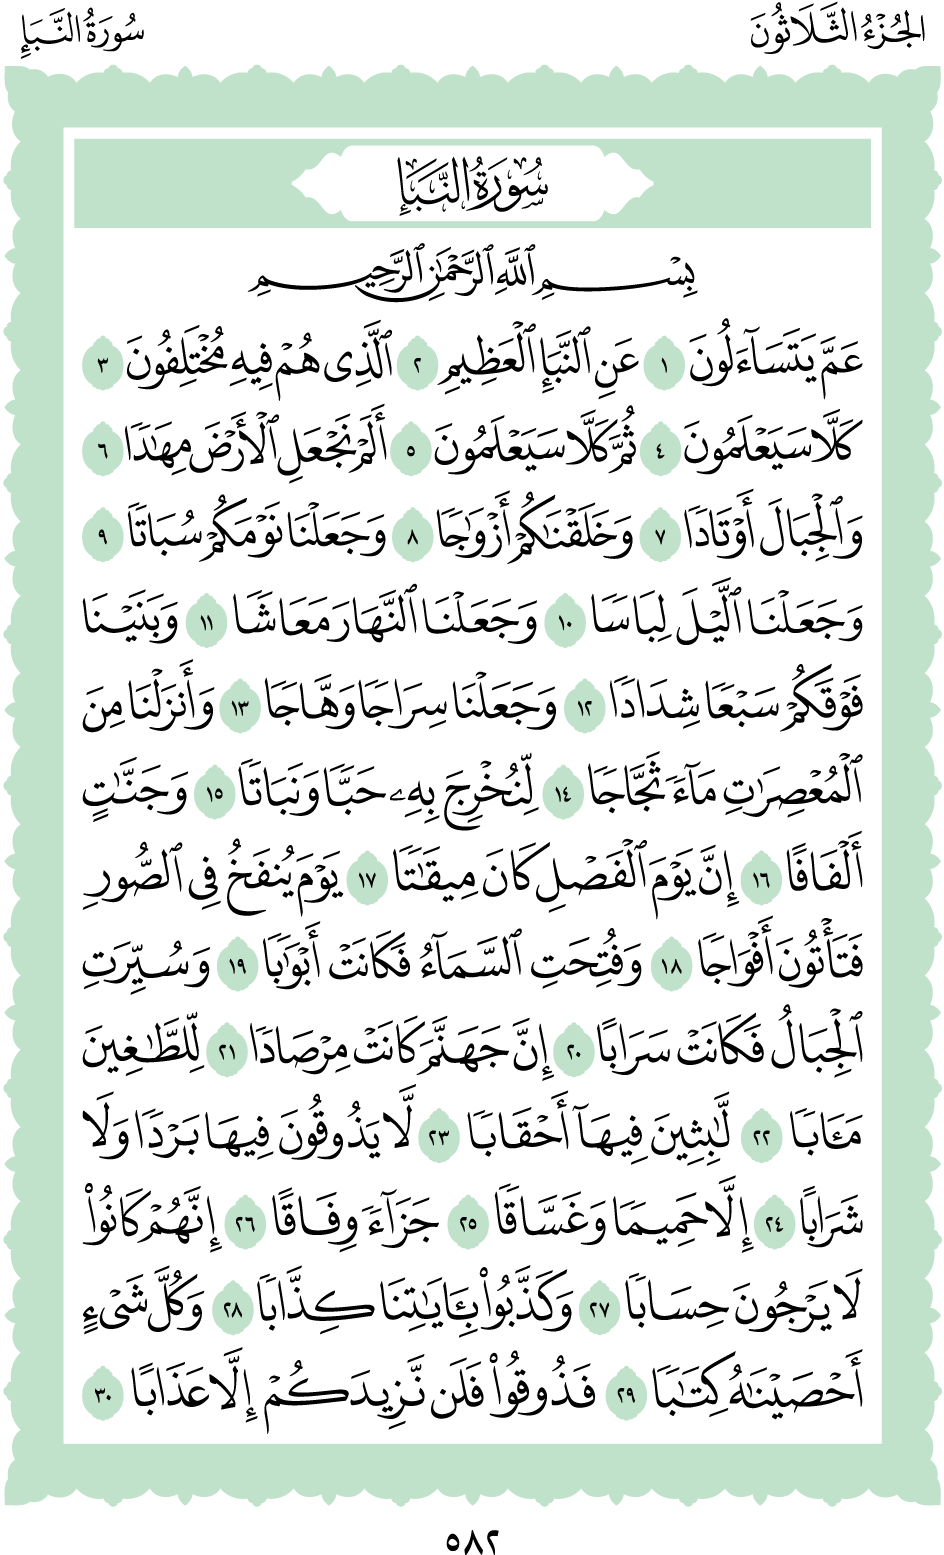 الجُزْءُ الثَّلَاثُونَ
سُورَةُ النَّبَإِ
سُورَةُ النَّبَإِ
بِسْمِ ٱللَّهِ ٱلرَّحْمَٰنِ ٱلرَّحِيمِ
عَمَّ يَتَسَآءَلُونَ ١ عَنِ ٱلنَّبَإِ ٱلْعَظِيمِ ٢ ٱلَّذِى هُمْ فِيهِ مُخْتَلِفُونَ ٣
كَلَّا سَيَعْلَمُونَ ٤ ثُمَّ كَلَّا سَيَعْلَمُونَ ٥ أَلَمْ نَجْعَلِ ٱلْأَرْضَ مِهَٰدًا ٦
وَٱلْجِبَالَ أَوْتَادًا ٧ وَخَلَقْنَٰكُمْ أَزْوَٰجًا ٨ وَجَعَلْنَا نَوْمَكُمْ سُبَاتًا ٩
وَجَعَلْنَا ٱلَّيْلَ لِبَاسًا ١٠ وَجَعَلْنَا ٱلنَّهَارَ مَعَاشًا ١١ وَبَنَيْنَا
فَوْقَكُمْ سَبْعًا شِدَادًا ١٢ وَجَعَلْنَا سِرَاجًا وَهَّاجًا ١٣ وَأَنزَلْنَا مِنَ
ٱلْمُعْصِرَٰتِ مَآءً ثَجَّاجًا ١٤ لِّنُخْرِجَ بِهِۦ حَبًّا وَنَبَاتًا ١٥ وَجَنَّٰتٍ
أَلْفَافًا ١٦ إِنَّ يَوْمَ ٱلْفَصْلِ كَانَ مِيقَٰتًا ١٧ يَوْمَ يُنفَخُ فِى ٱلصُّورِ
فَتَأْتُونَ أَفْوَاجًا ١٨ وَفُتِحَتِ ٱلسَّمَآءُ فَكَانَتْ أَبْوَٰبًا ١٩ وَسُيِّرَتِ
ٱلْجِبَالُ فَكَانَتْ سَرَابًا ٢٠ إِنَّ جَهَنَّمَ كَانَتْ مِرْصَادًا ٢١ لِّلطَّٰغِينَ
مَـَٔابًا ٢٢ لَّٰبِثِينَ فِيهَآ أَحْقَابًا ٢٣ لَّا يَذُوقُونَ فِيهَا بَرْدًا وَلَا
شَرَابًا ٢٤ إِلَّا حَمِيمًا وَغَسَّاقًا ٢٥ جَزَآءً وِفَاقًا ٢٦ إِنَّهُمْ كَانُوا۟
لَا يَرْجُونَ حِسَابًا ٢٧ وَكَذَّبُوا۟ بِـَٔايَٰتِنَا كِذَّابًا ٢٨ وَكُلَّ شَىْءٍ
أَحْصَيْنَٰهُ كِتَٰبًا ٢٩ فَذُوقُوا۟ فَلَن نَّزِيدَكُمْ إِلَّا عَذَابًا ٣٠
٥٨٢